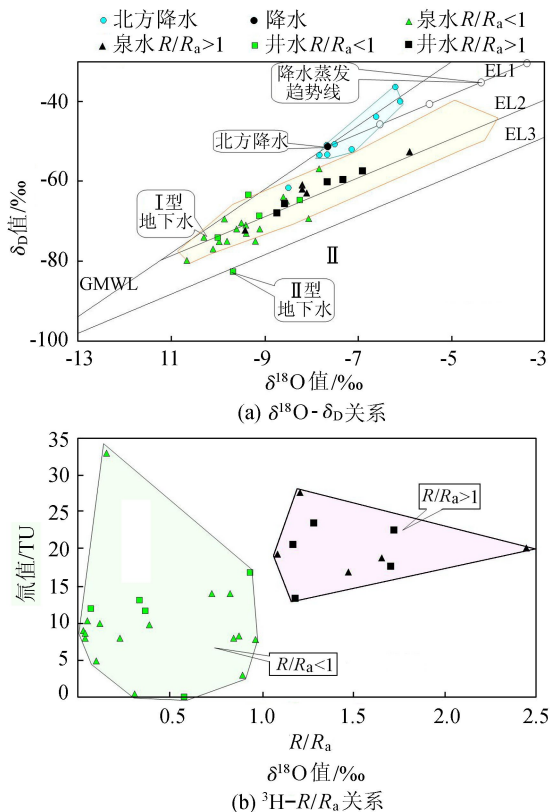 北方降水 降水 泉水R/Ra<1
泉水R/Ra>1 井水R/Ra<1 井水R/Ra>1
降水蒸发
趋势线
EL1
EL2
EL3
北方降水
Ⅰ型
地下水
Ⅱ
Ⅱ型
地下水
GMWL
δD值/‰
-40
-60
-80
-100
-13 11 -9 -7 -5 -3
δ¹⁸O值/‰
(a) δ¹⁸O-δD关系
35
30
25
20
15
10
5
0
氚值/TU
R/Ra>1
R/Ra<1
0.5 1.0 1.5 2.0 2.5
R/Ra
δ¹⁸O值/‰
(b) ³H-R/Ra关系